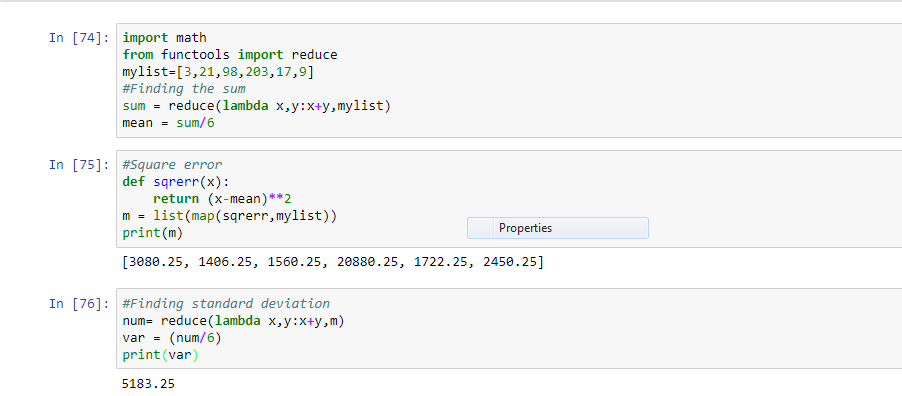 In [74]: import math
from functools import reduce
mylist=[3,21,98,203,17,9]
#Finding the sum
sum = reduce(lambda x,y:x+y,mylist)
mean = sum/6
In [75]: #Square error
def sqrerr(x):
    return (x-mean)**2
m = list(map(sqrerr,mylist))
print(m)
Properties
[3080.25, 1406.25, 1560.25, 20880.25, 1722.25, 2450.25]
In [76]: #Finding standard deviation
num= reduce(lambda x,y:x+y,m)
var = (num/6)
print(var)
5183.25